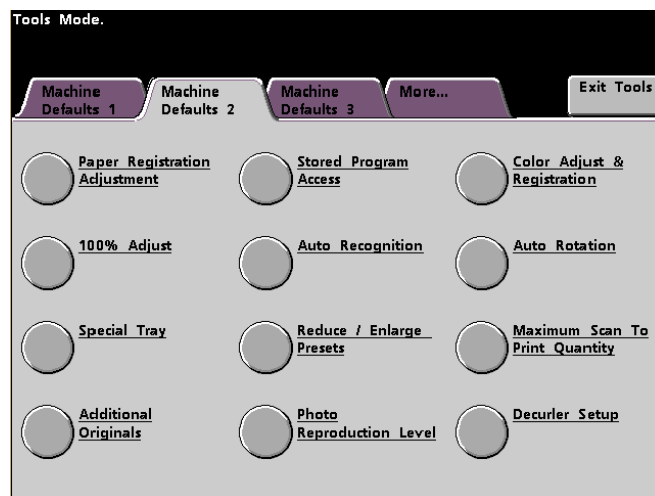 Tools Mode.
Machine
Defaults 1
Machine
Defaults 2
Machine
Defaults 3
More...
Exit Tools
Paper Registration
Adjustment
Stored Program
Access
Color Adjust &
Registration
100% Adjust
Auto Recognition
Auto Rotation
Special Tray
Reduce / Enlarge
Presets
Maximum Scan To
Print Quantity
Additional
Originals
Photo
Reproduction Level
Decurler Setup